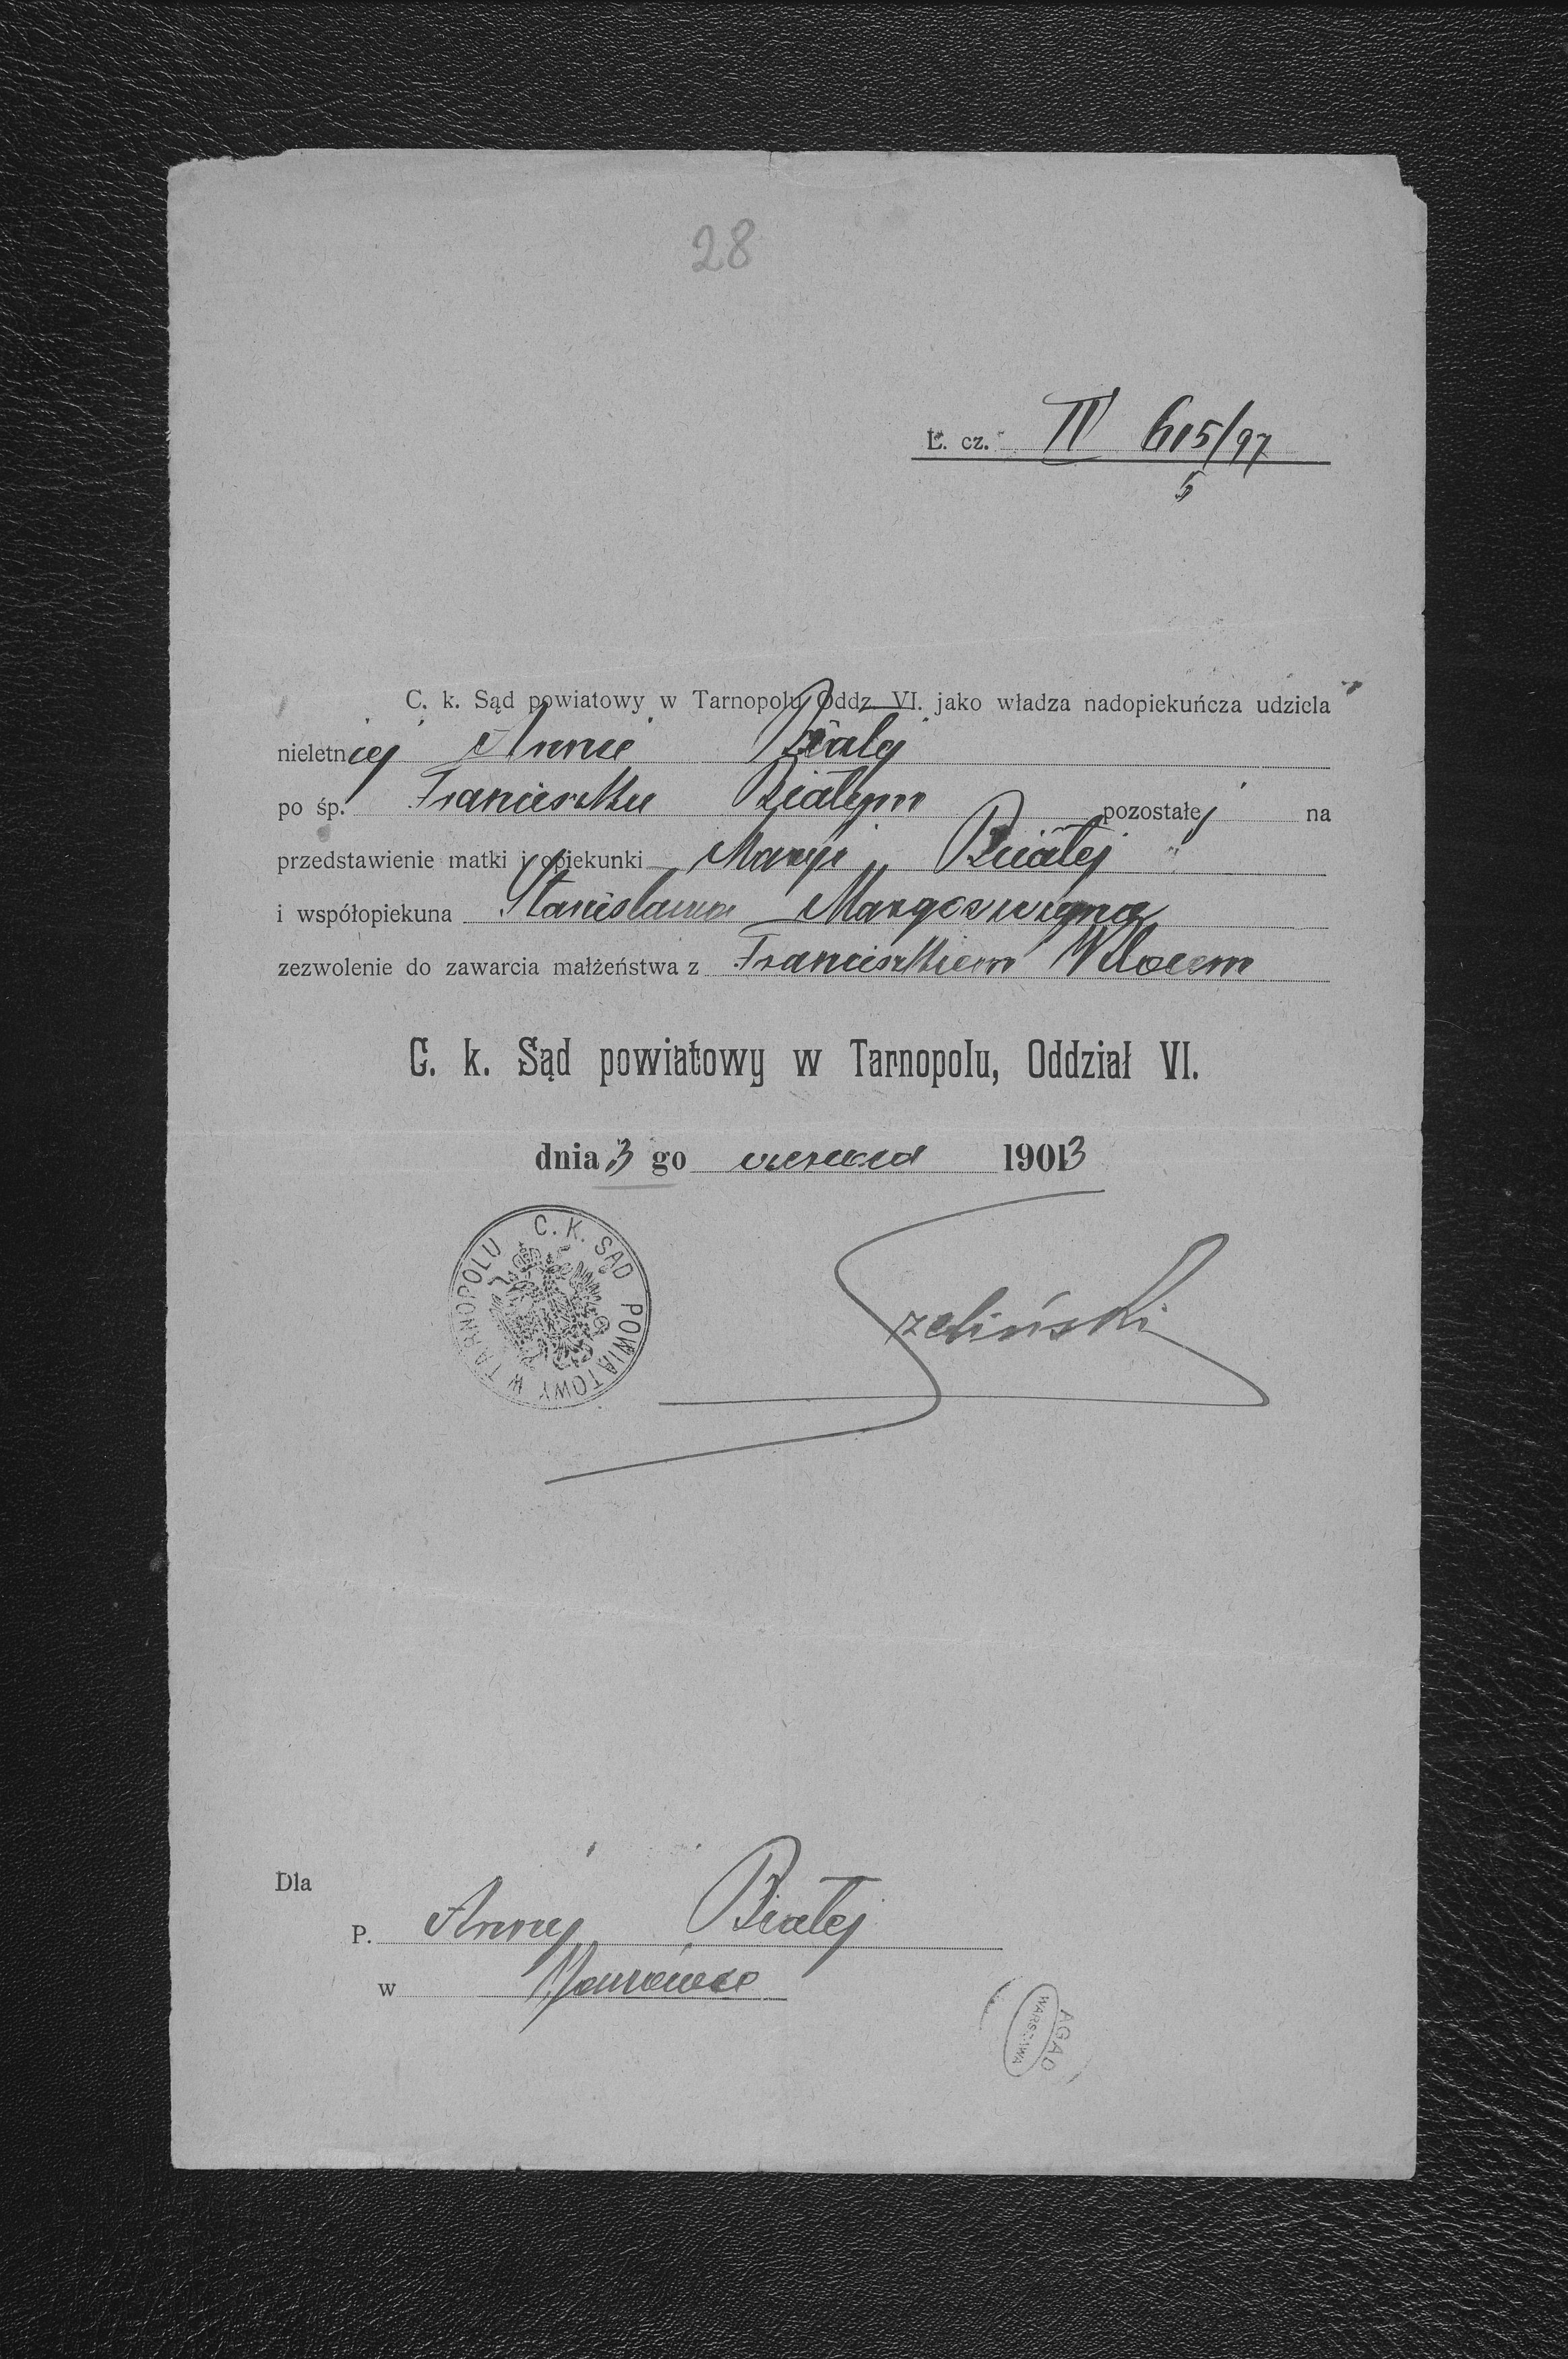 28
L. cz. IV 615/97
5
C. k. Sąd powiatowy w Tarnopolu Oddz. VI. jako władza nadopiekuńcza udziela
nieletniej Annie Białej
po śp. Franciszku Białym pozostałej na
przedstawienie matki i opiekunki Maryi Białej
i współopiekuna Stanisława
zezwolenie do zawarcia małżeństwa z Franciszkiem
C. k. Sąd powiatowy w Tarnopolu, Oddział VI.
dnia 3 go 1903
C. K. SĄD POWIATOWY W TARNOPOLU
Szeliński
Dla
P. Anny Białej
w
AGAD
WARSZAWA